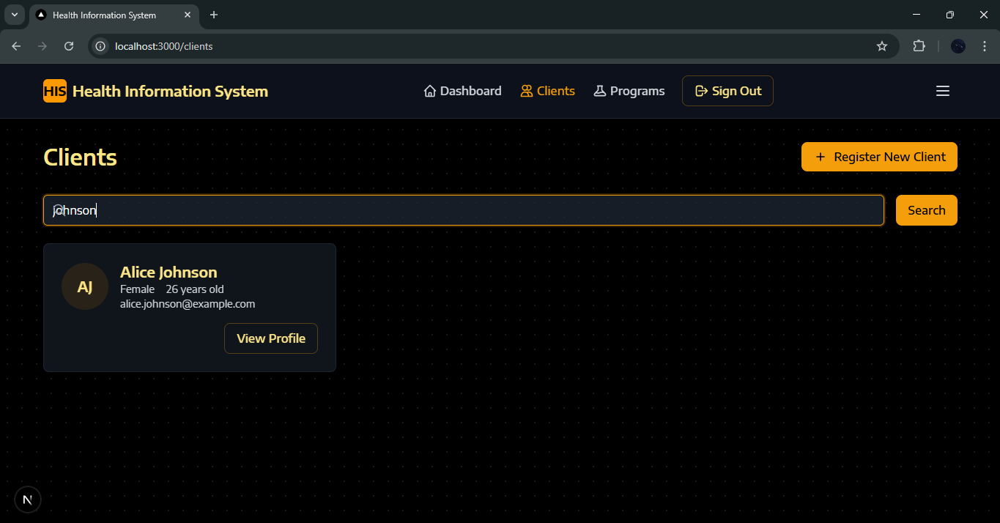 Health Information System
localhost:3000/clients
HIS Health Information System
Dashboard
Clients
Programs
Sign Out
Clients
+ Register New Client
johnson
Search
AJ
Alice Johnson
Female 26 years old
alice.johnson@example.com
View Profile
N